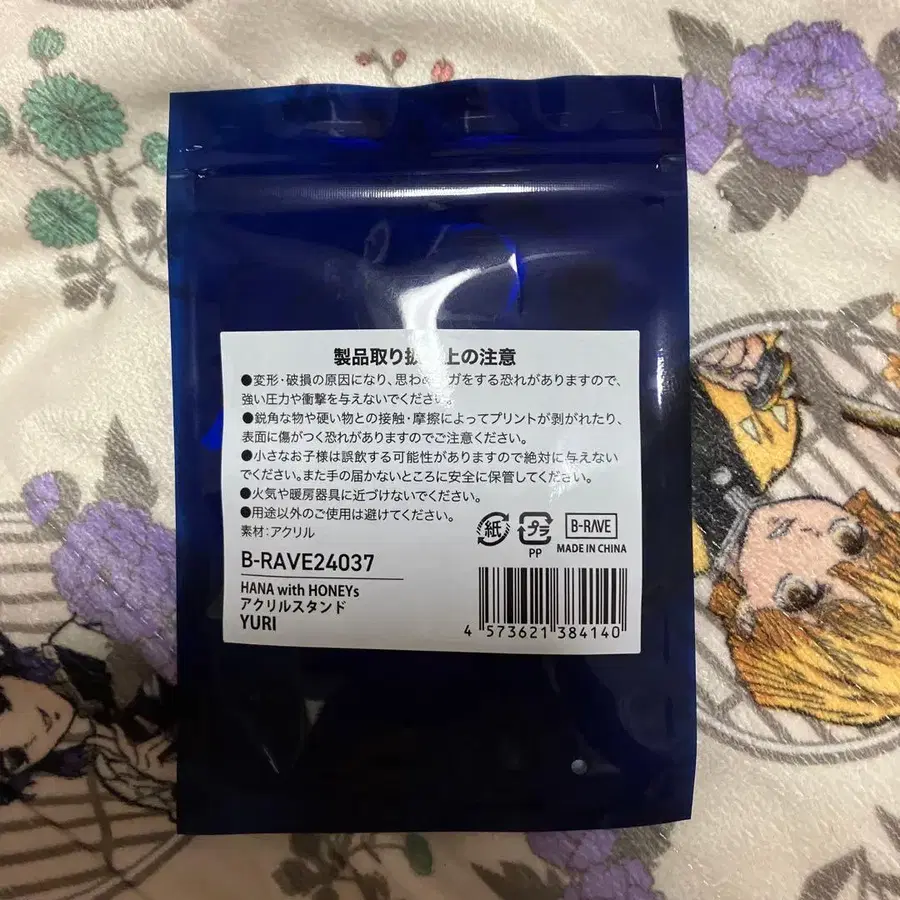 製品取り扱 上の注意
●変形・破損の原因になり、思わ ガをする恐れがありますので、
強い圧力や衝撃を与えないでください。
●鋭角な物や硬い物との接触・摩擦によってプリントが剥がれたり、
表面に傷がつく恐れがありますのでご注意ください。
●小さなお子様は誤飲する可能性がありますので絶対に与えない
でください。また手の届かないところに安全に保管してください。
●火気や暖房器具に近づけないでください。
●用途以外のご使用は避けてください。
素材:アクリル
紙
プラ
PP
B-RAVE
MADE IN CHINA
B-RAVE24037
HANA with HONEYs
アクリルスタンド
YURI
4 573621 384140